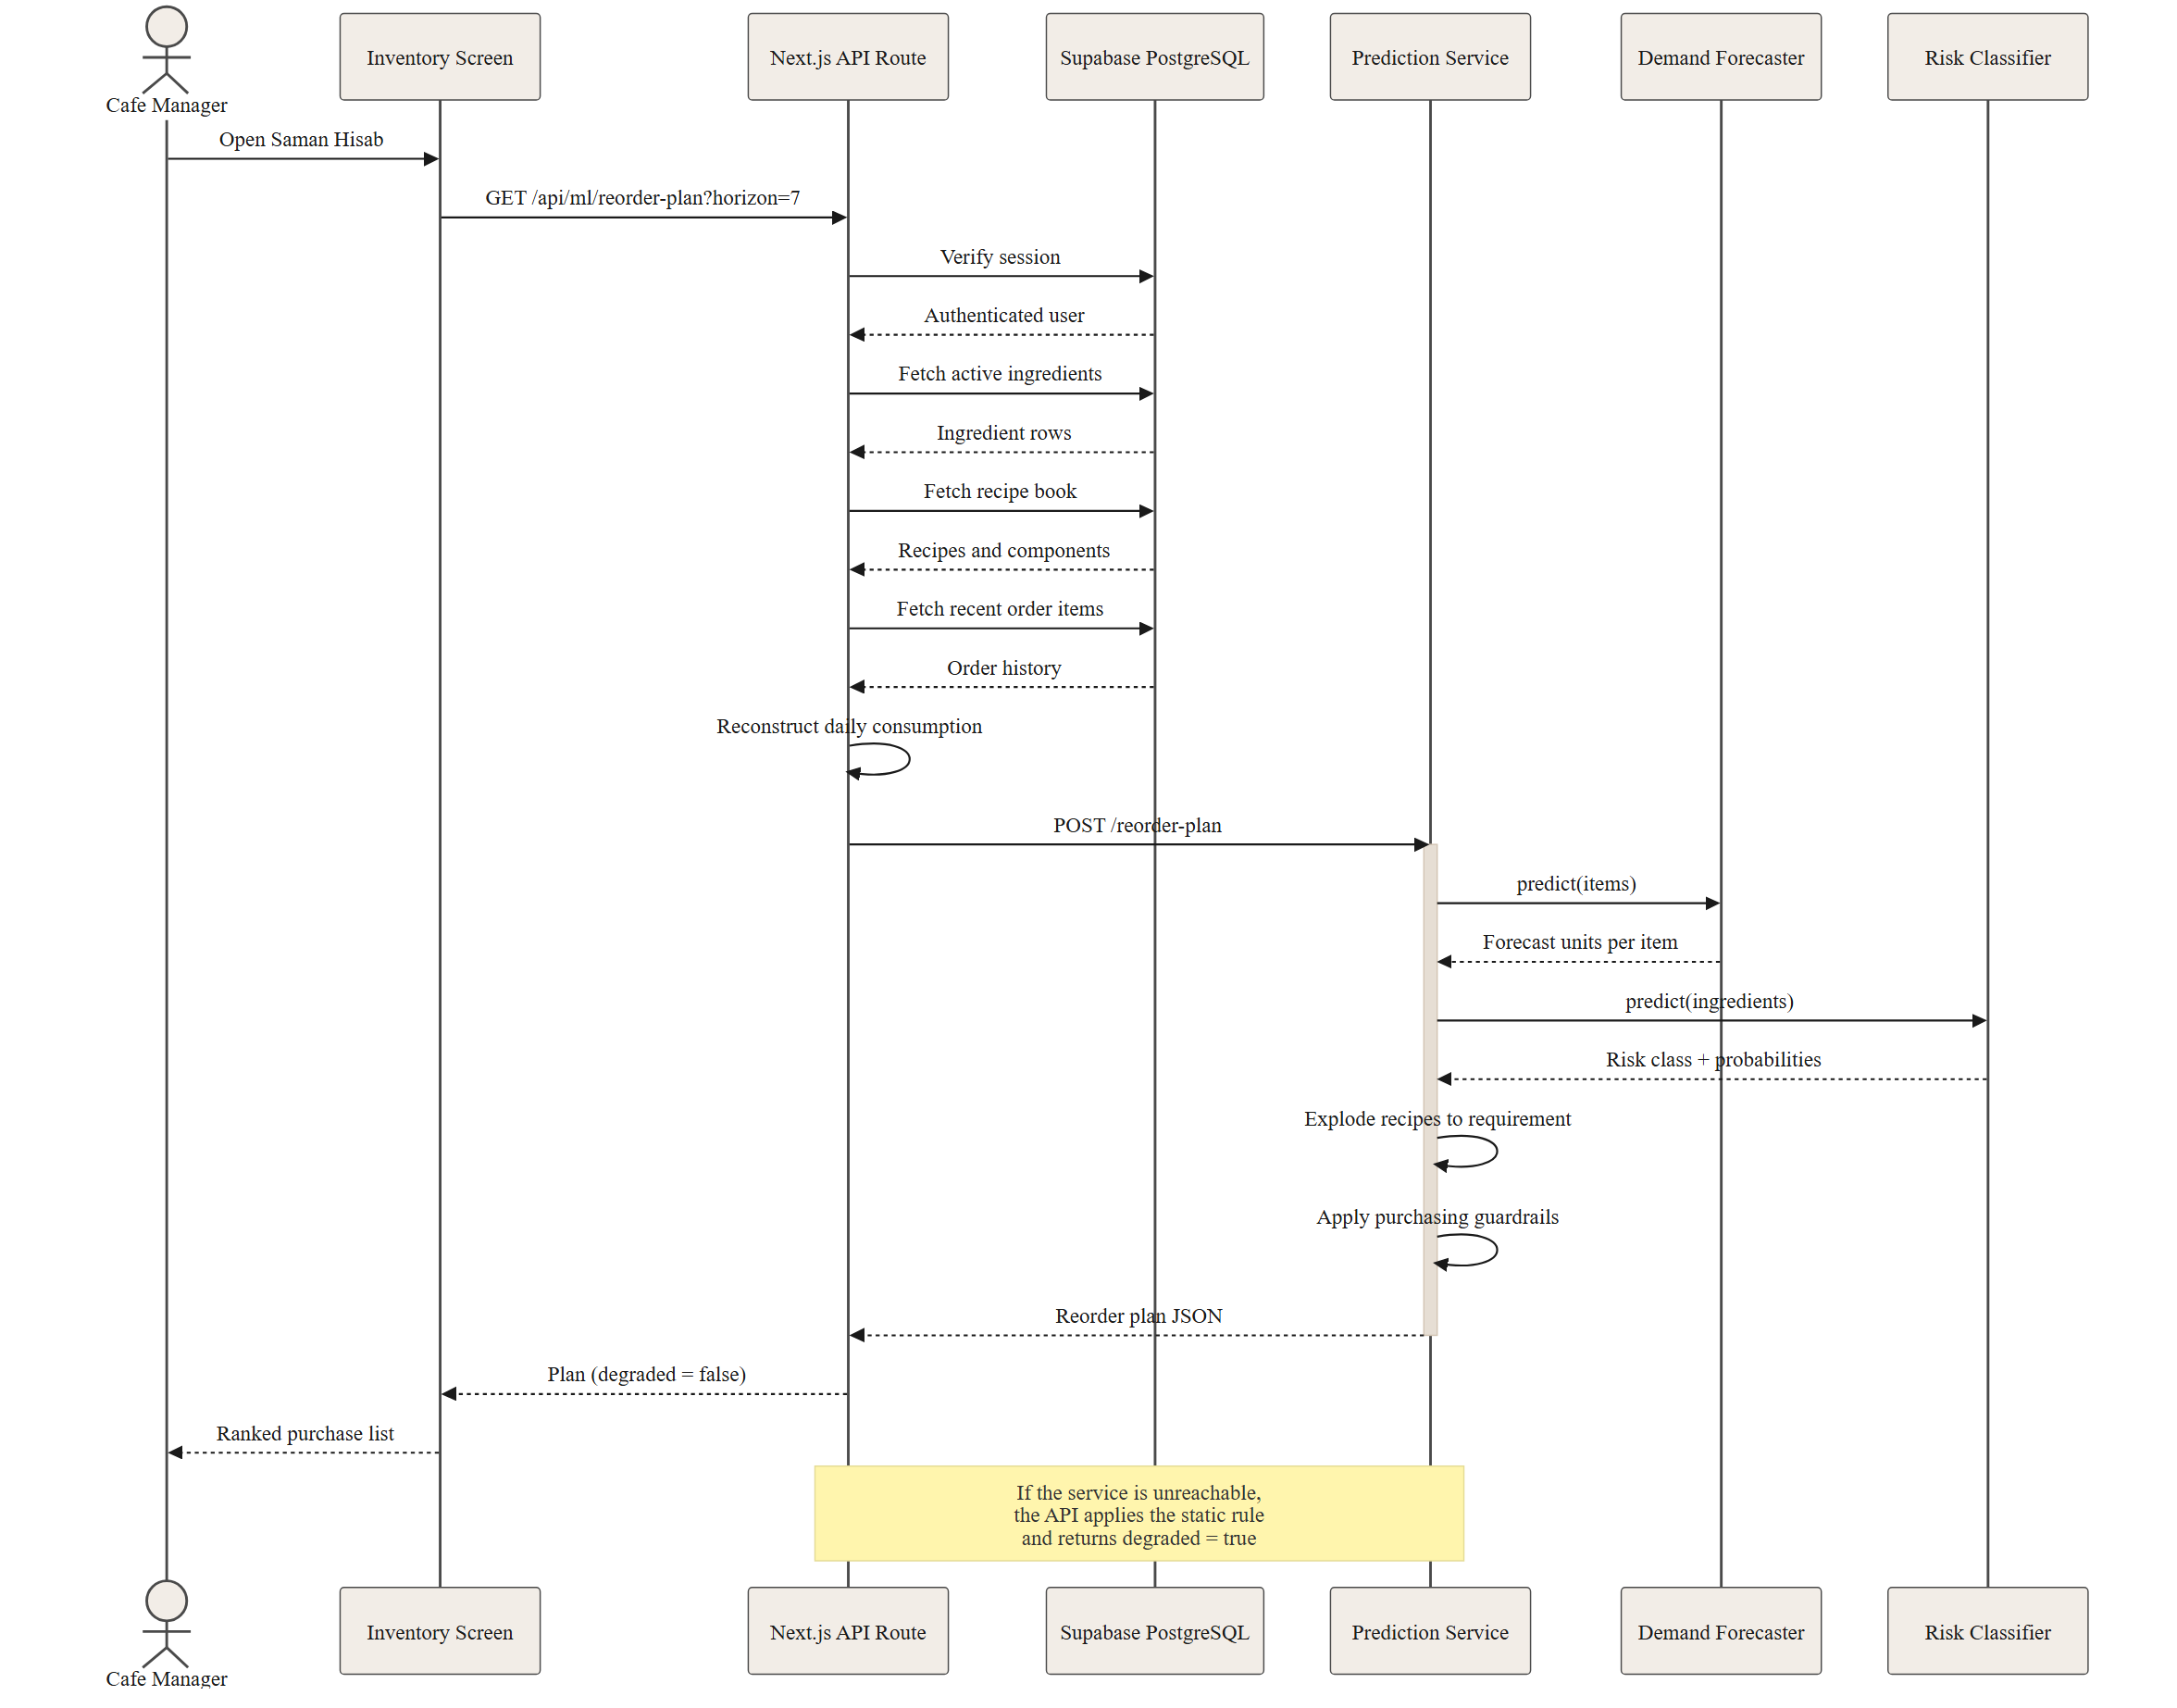 Inventory Screen
Next.js API Route
Supabase PostgreSQL
Prediction Service
Demand Forecaster
Risk Classifier
Cafe Manager
Open Saman Hisab
GET /api/ml/reorder-plan?horizon=7
Verify session
Authenticated user
Fetch active ingredients
Ingredient rows
Fetch recipe book
Recipes and components
Fetch recent order items
Order history
Reconstruct daily consumption
POST /reorder-plan
predict(items)
Forecast units per item
predict(ingredients)
Risk class + probabilities
Explode recipes to requirement
Apply purchasing guardrails
Reorder plan JSON
Plan (degraded = false)
Ranked purchase list
If the service is unreachable,
the API applies the static rule
and returns degraded = true
Inventory Screen
Next.js API Route
Supabase PostgreSQL
Prediction Service
Demand Forecaster
Risk Classifier
Cafe Manager